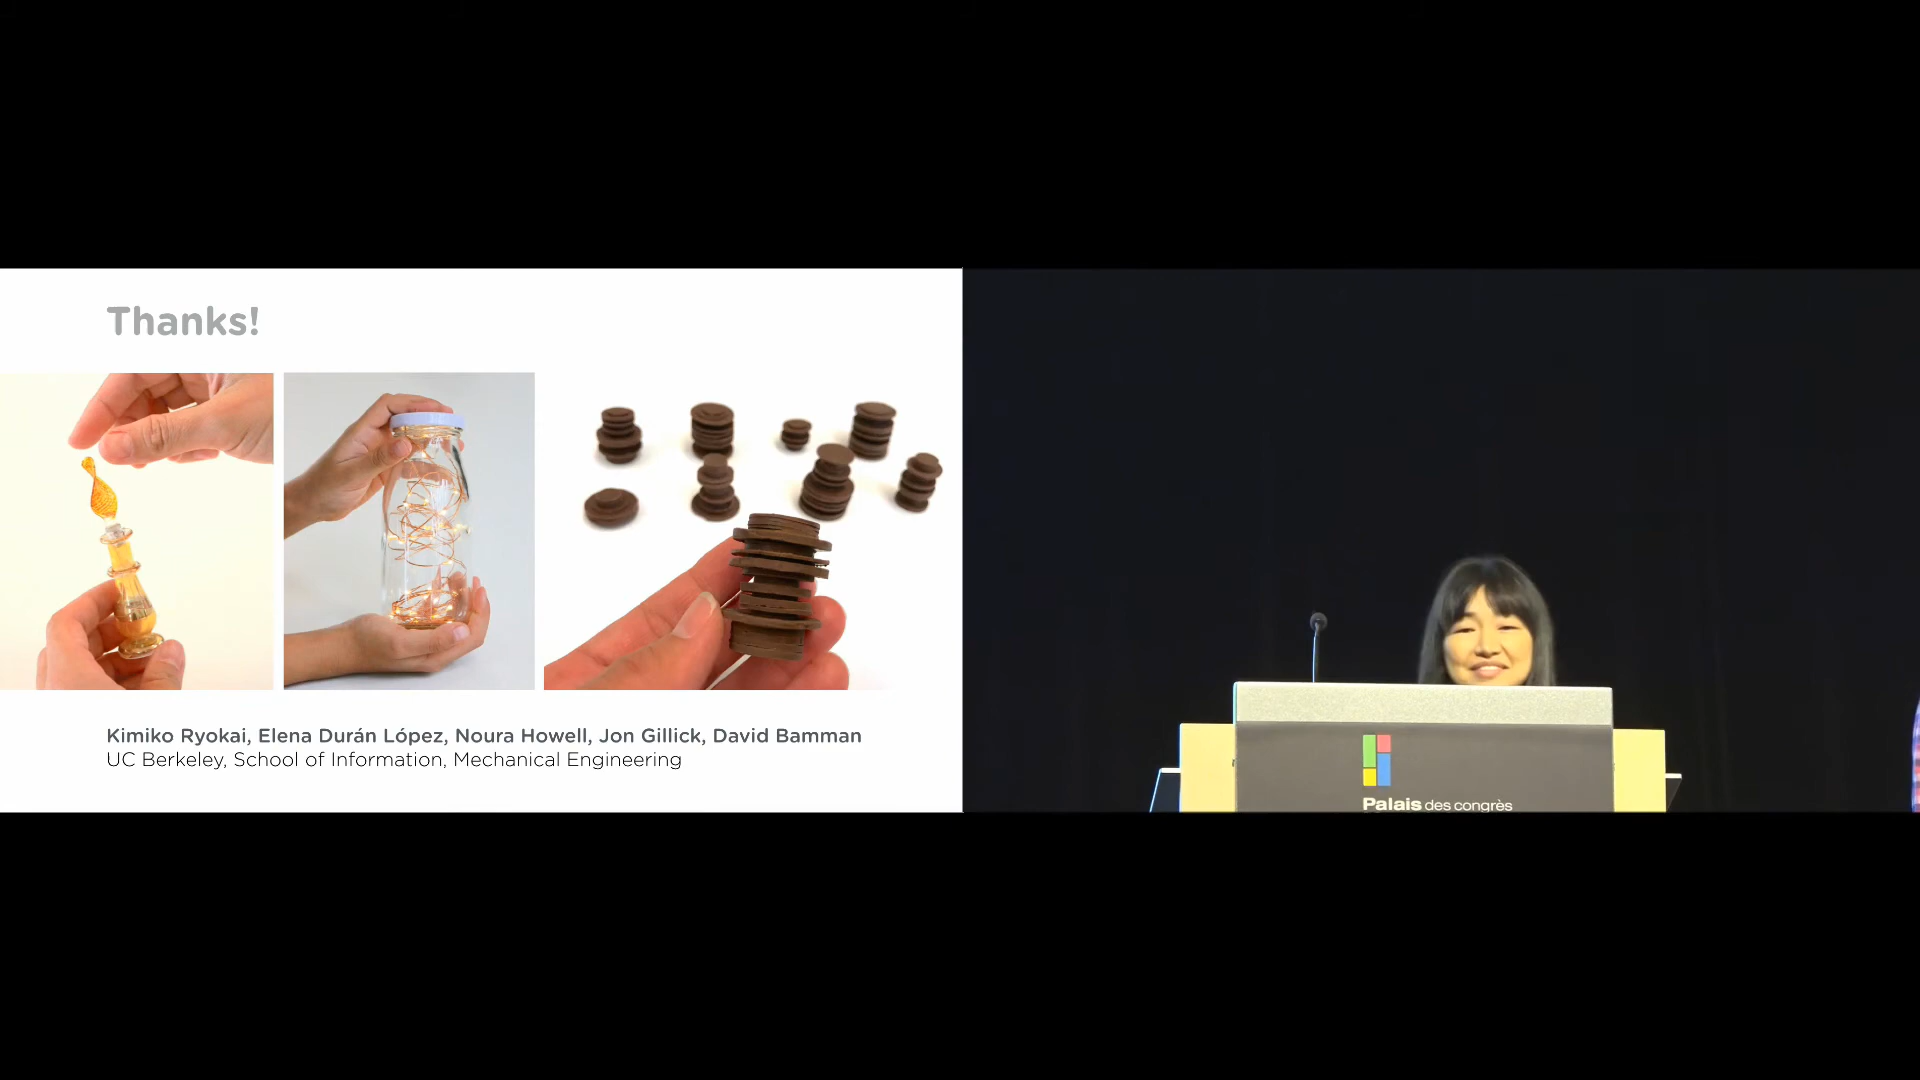 Thanks!
Kimiko Ryokai, Elena Durán López, Noura Howell, Jon Gillick, David Bamman
UC Berkeley, School of Information, Mechanical Engineering
Palais des congrès